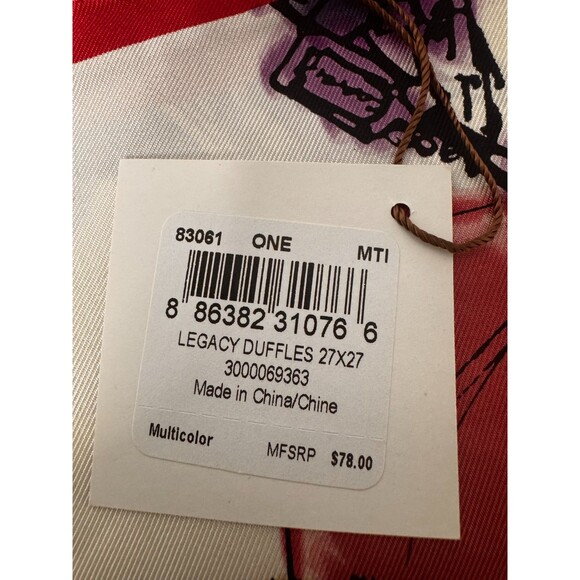 83061 ONE MTI
8 86382 31076 6
LEGACY DUFFLES 27X27
3000069363
Made in China/Chine
Multicolor MFSRP $78.00